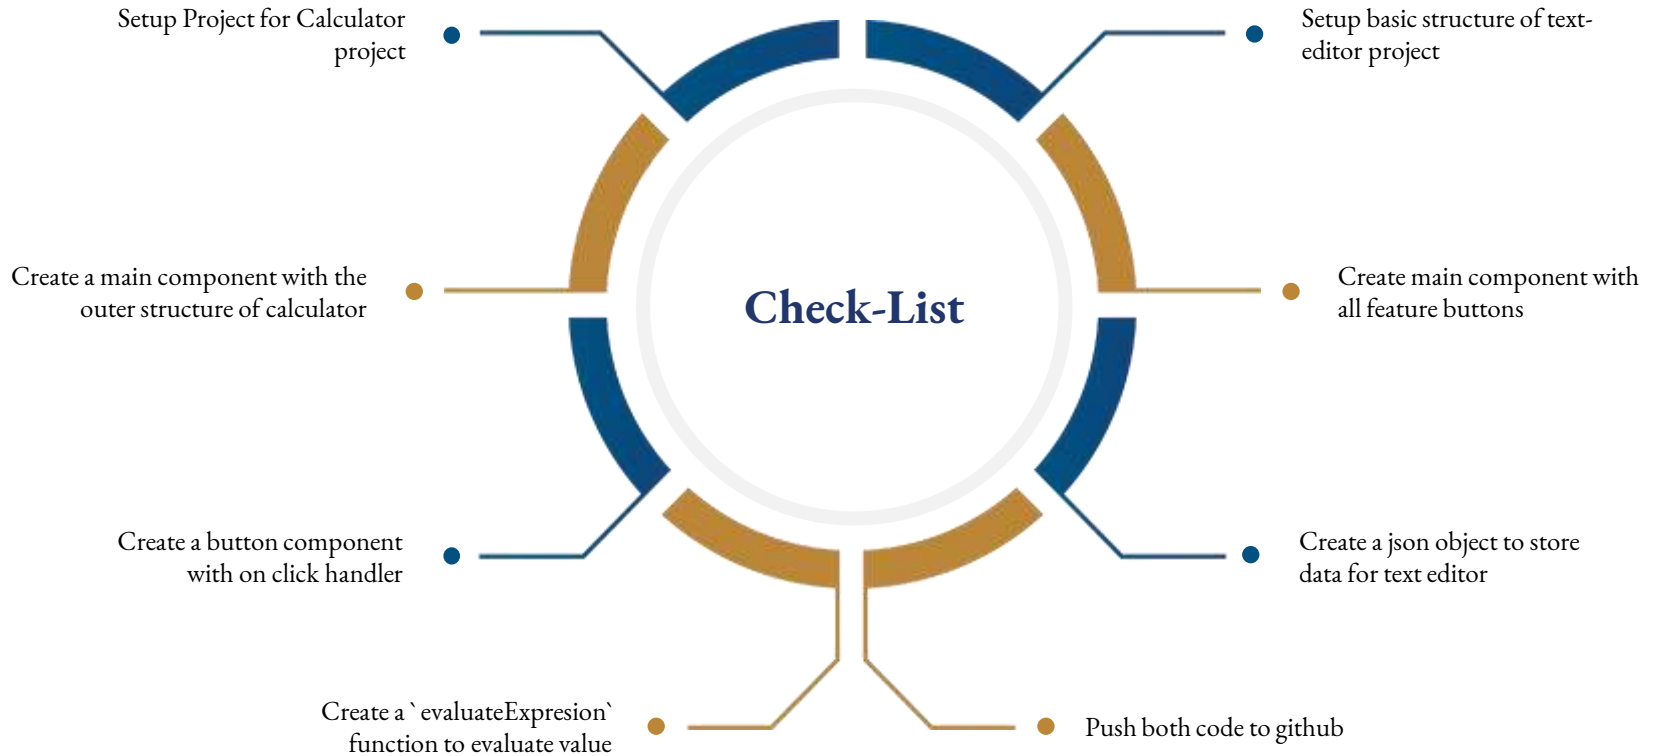 Setup Project for Calculator
project
Create a main component with the
outer structure of calculator
Create a button component
with on click handler
Create a `evaluateExpresion`
function to evaluate value
Check-List
Setup basic structure of text-
editor project
Create main component with
all feature buttons
Create a json object to store
data for text editor
Push both code to github